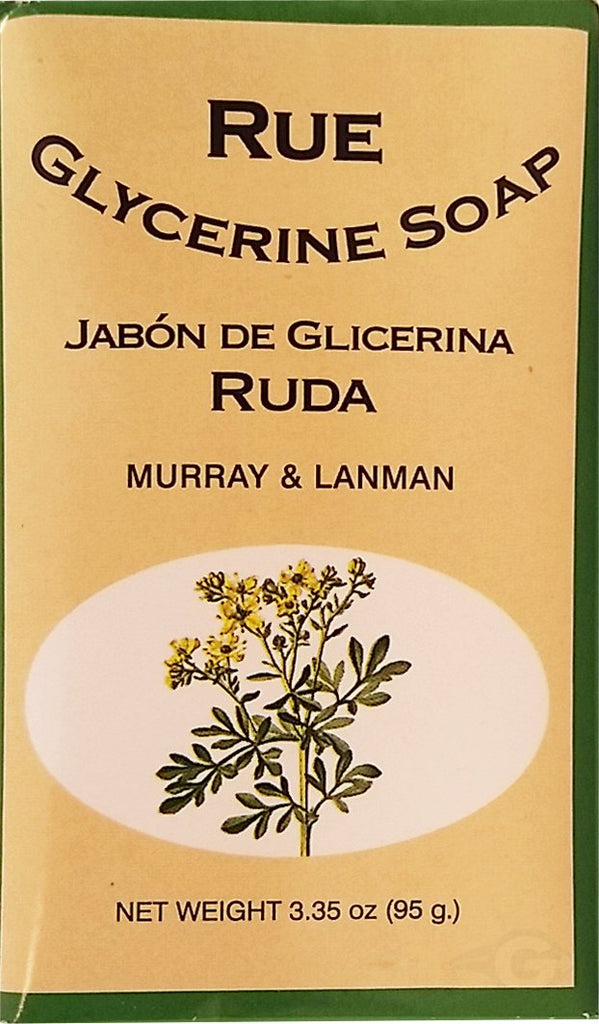 RUE
GLYCERINE SOAP
JABÓN DE GLICERINA
RUDA
MURRAY & LANMAN
NET WEIGHT 3.35 oz (95 g.)
G